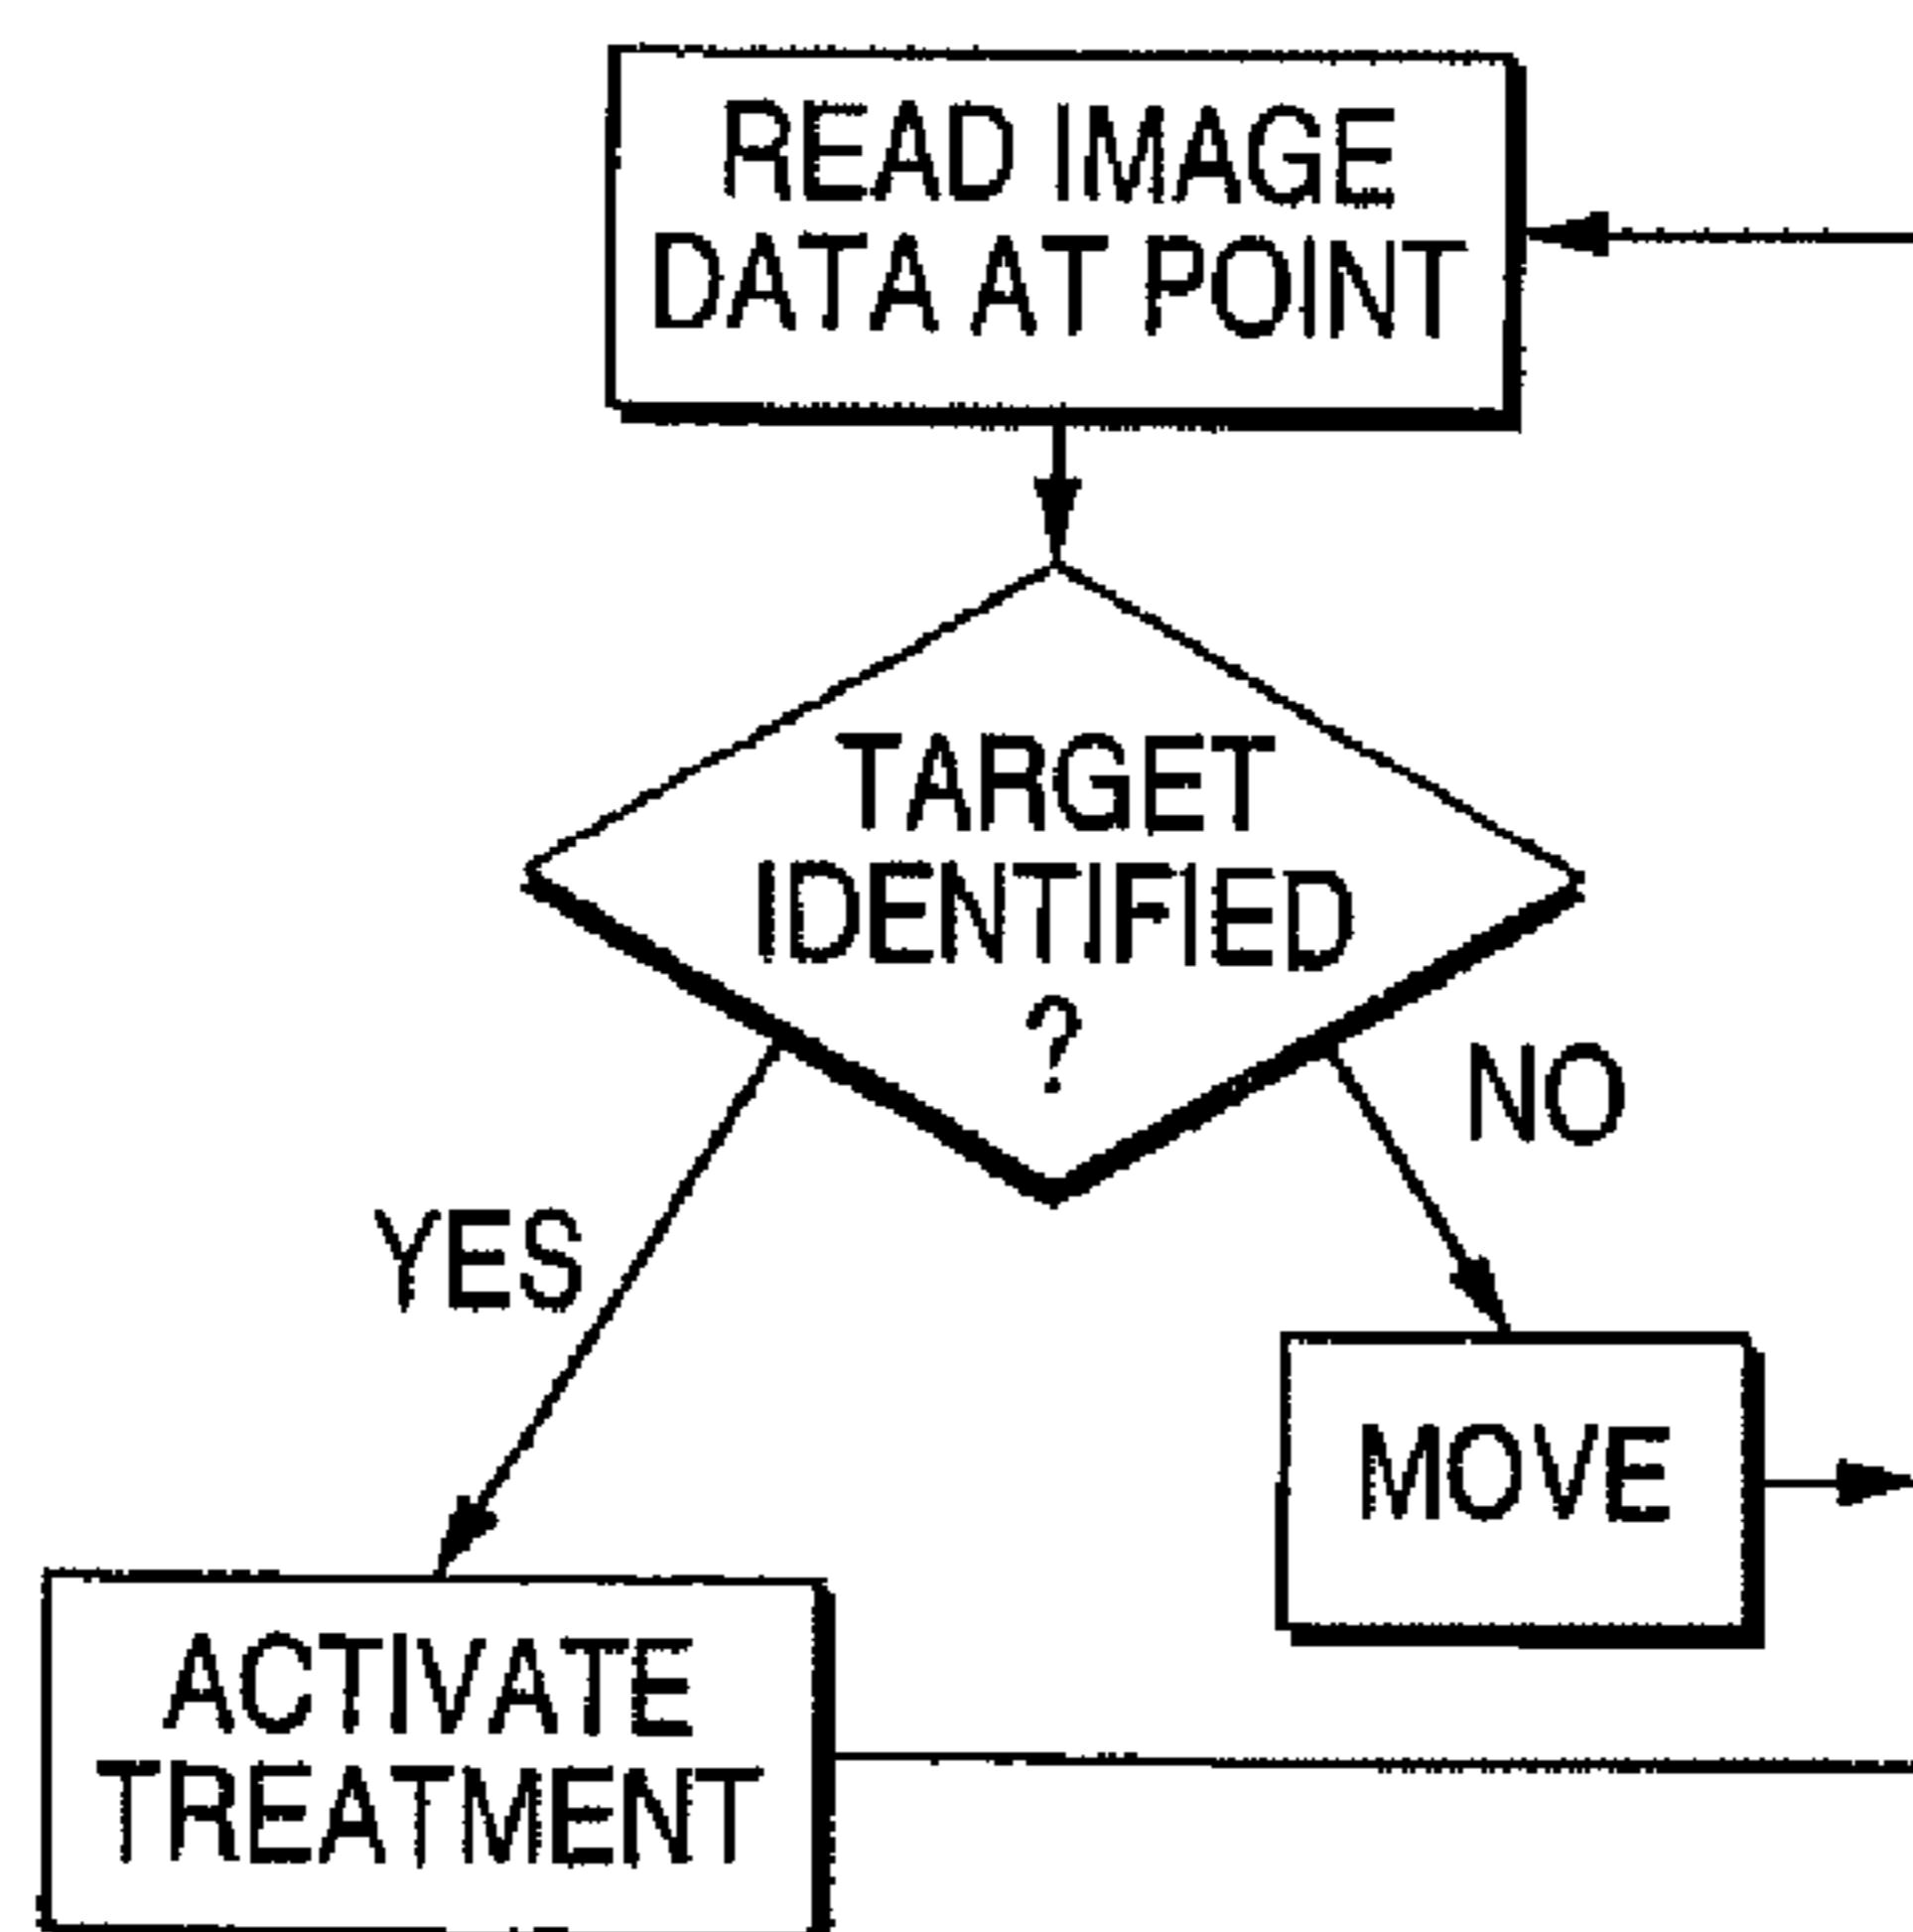 READ IMAGE
DATA AT POINT
TARGET
IDENTIFIED
?
NO
YES
MOVE
ACTIVATE
TREATMENT